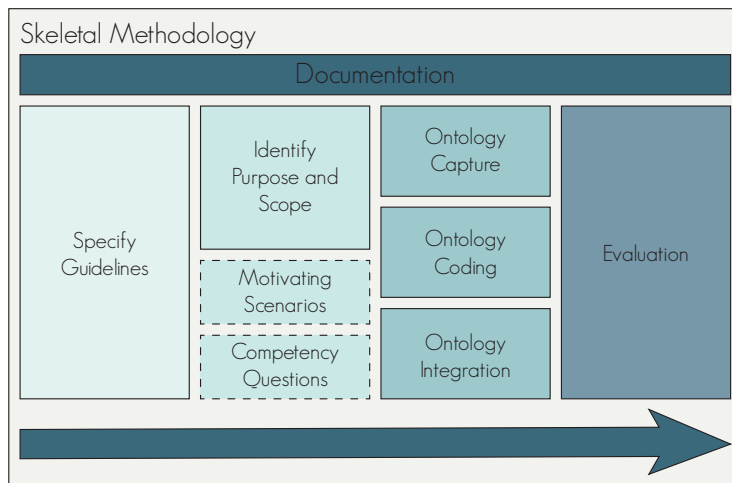 Skeletal Methodology
Documentation
Specify
Guidelines
Identify
Purpose and
Scope
Motivating
Scenarios
Competency
Questions
Ontology
Capture
Ontology
Coding
Ontology
Integration
Evaluation